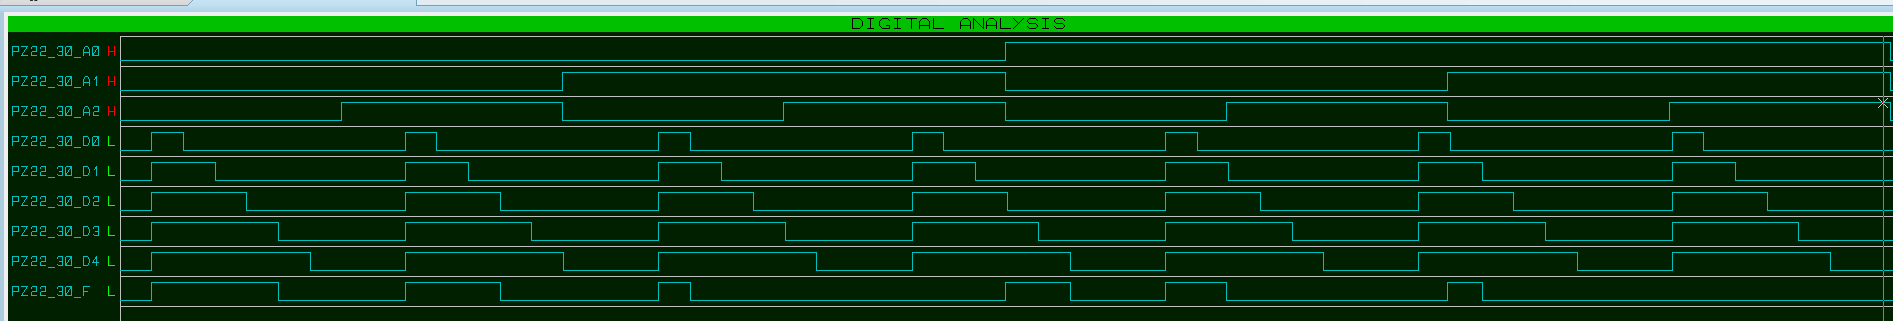 DIGITAL ANALYSIS
PZ22_30_A0 H
PZ22_30_A1 H
PZ22_30_A2 H
PZ22_30_D0 L
PZ22_30_D1 L
PZ22_30_D2 L
PZ22_30_D3 L
PZ22_30_D4 L
PZ22_30_F L